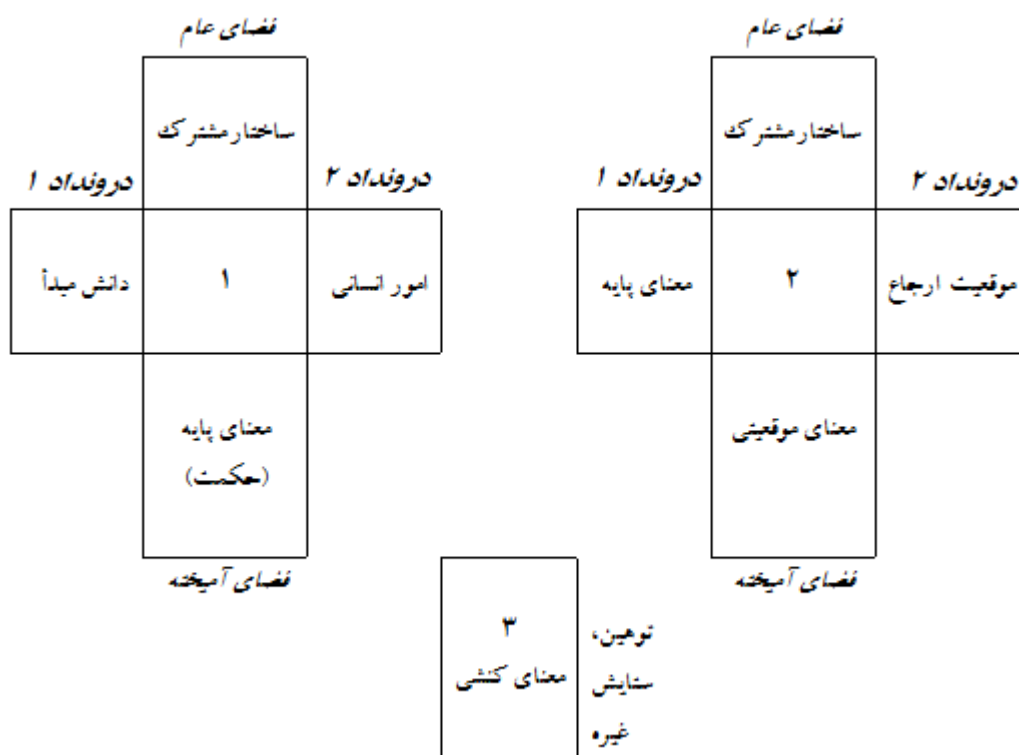 فضای عام
فضای عام
ساختار مشترك
ساختار مشترك
درونداد ۲
درونداد ۱
درونداد ۲
درونداد ۱
موقعیت ارجاع
۲
معنای پایه
امور انسانی
۱
دانش مبدأ
معنای موقعیتی
معنای پایه
(حکمت)
فضای آمیخته
فضای آمیخته
۳
معنای کنشی
توهین،
ستایش
غیره